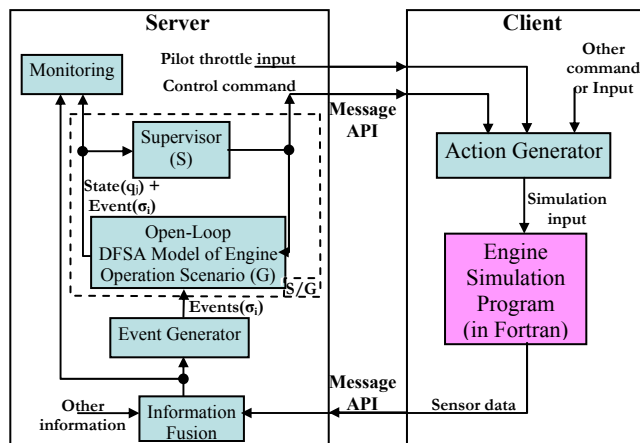 Server
Client
Monitoring
Pilot throttle input
Control command
Other
command
or Input
Message
API
Supervisor
(S)
Action Generator
State(qj) +
Event(σi)
Simulation
input
Open-Loop
DFSA Model of Engine
Operation Scenario (G)
S/G
Engine
Simulation
Program
(in Fortran)
Events(σi)
Event Generator
Message
API
Other
information
Information
Fusion
Sensor data